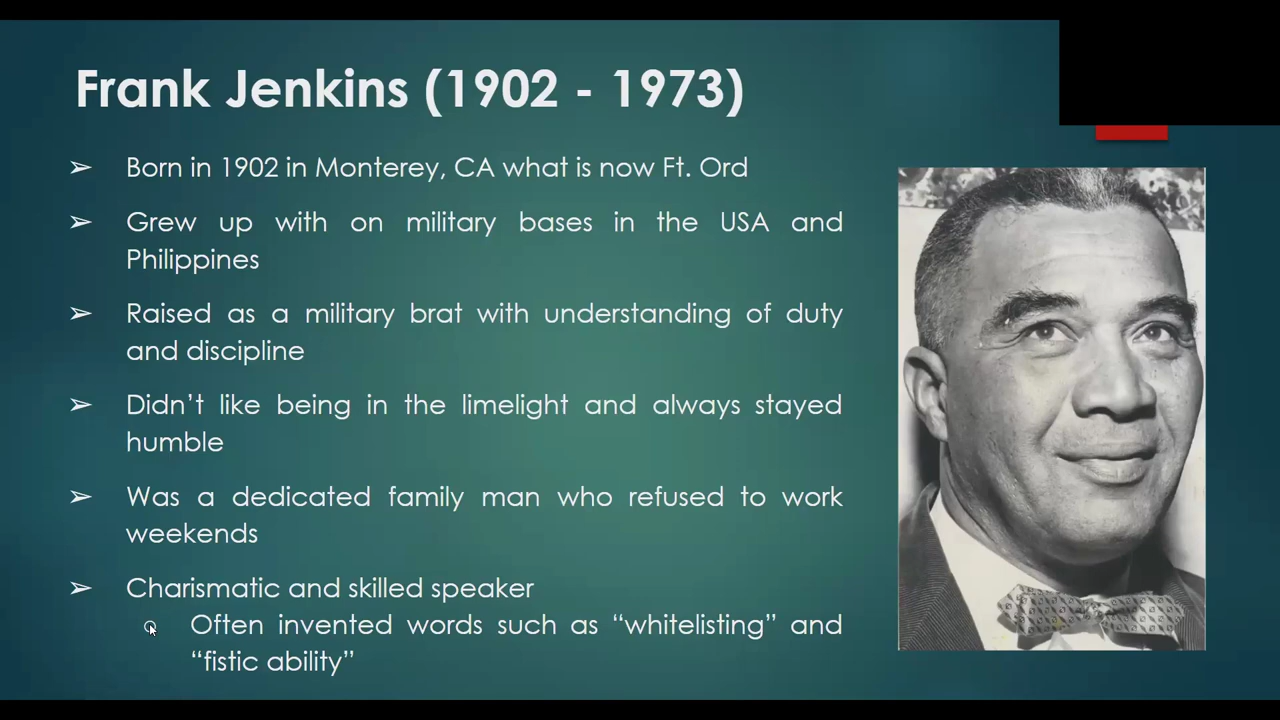 Frank Jenkins (1902 - 1973)
➢ Born in 1902 in Monterey, CA what is now Ft. Ord
➢ Grew up with on military bases in the USA and
Philippines
➢ Raised as a military brat with understanding of duty
and discipline
➢ Didn’t like being in the limelight and always stayed
humble
➢ Was a dedicated family man who refused to work
weekends
➢ Charismatic and skilled speaker
○ Often invented words such as “whitelisting” and
“fistic ability”